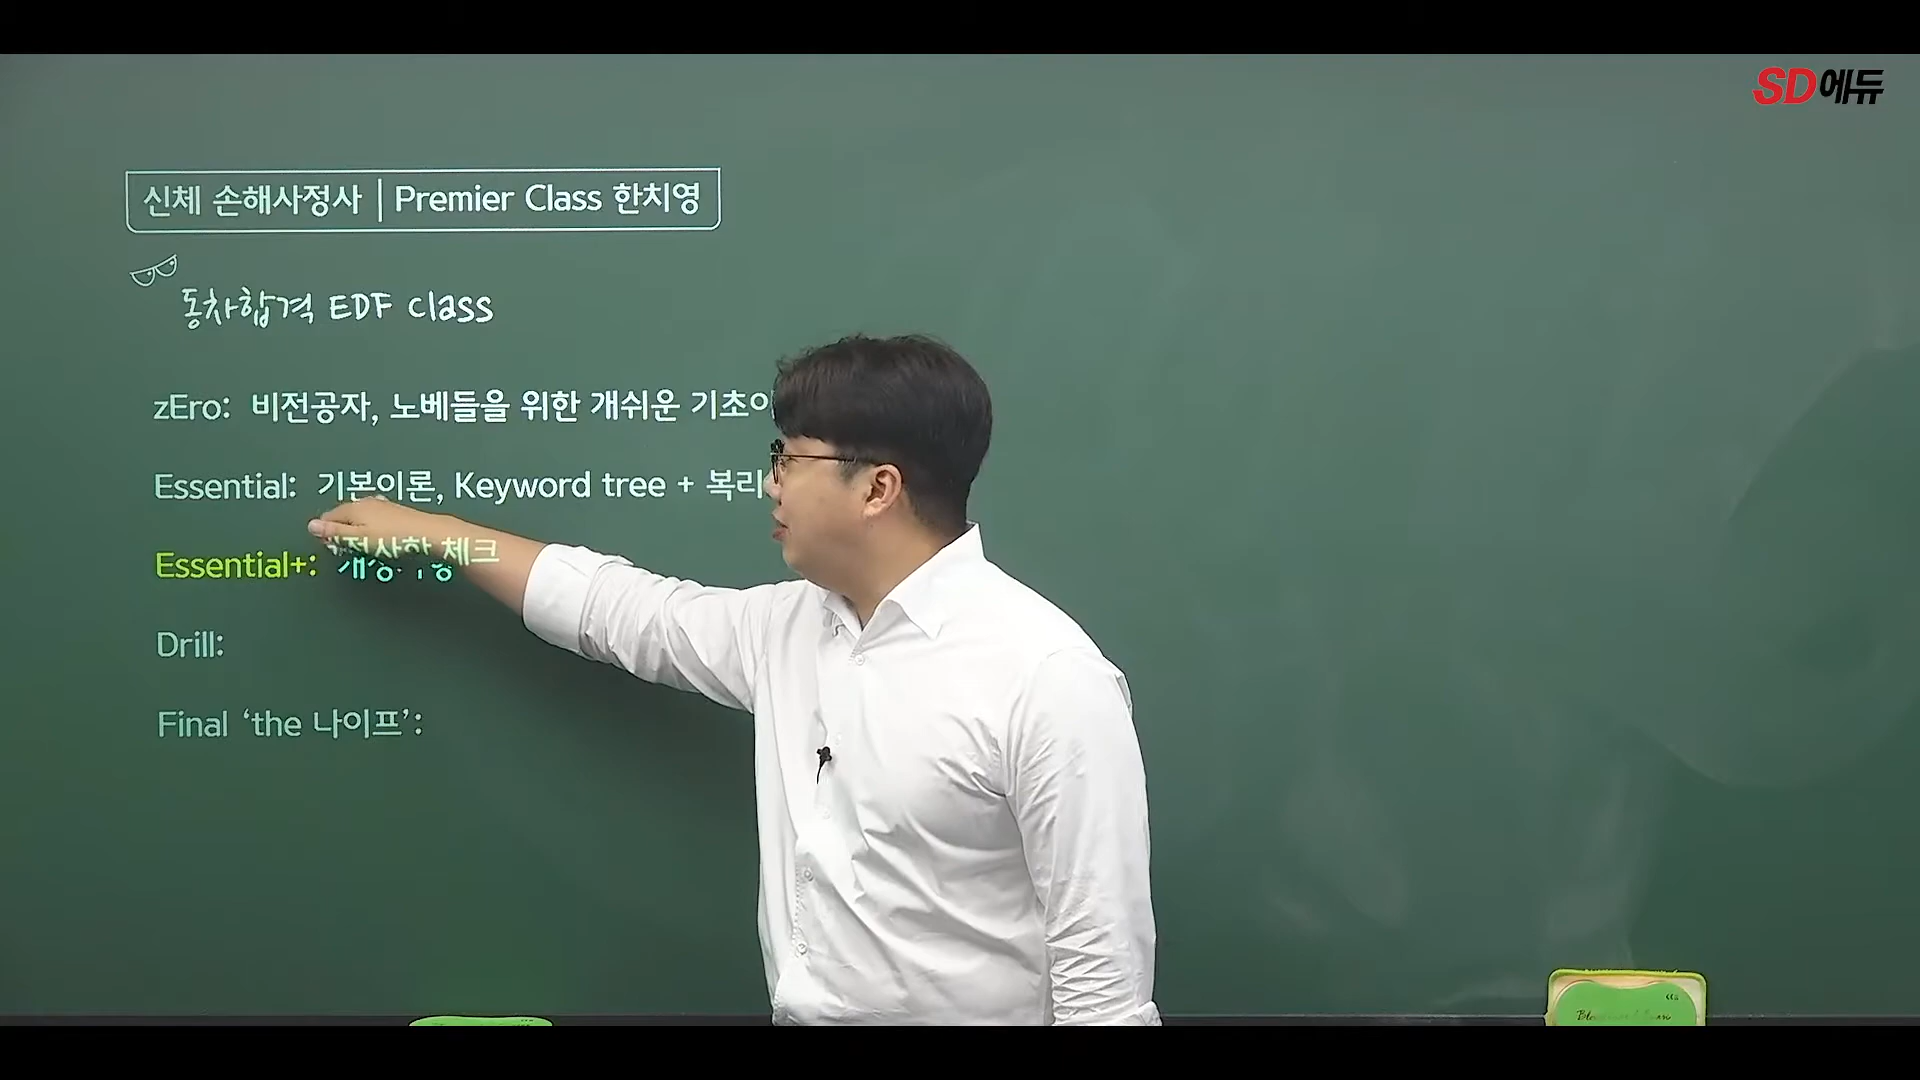 SD에듀
신체 손해사정사 | Premier Class 한치영
동차합격 EDF class
zEro: 비전공자, 노베들을 위한 개쉬운 기초
Essential: 기본이론, Keyword tree + 복리
Essential+: 체크
Drill:
Final ‘the 나이프’: